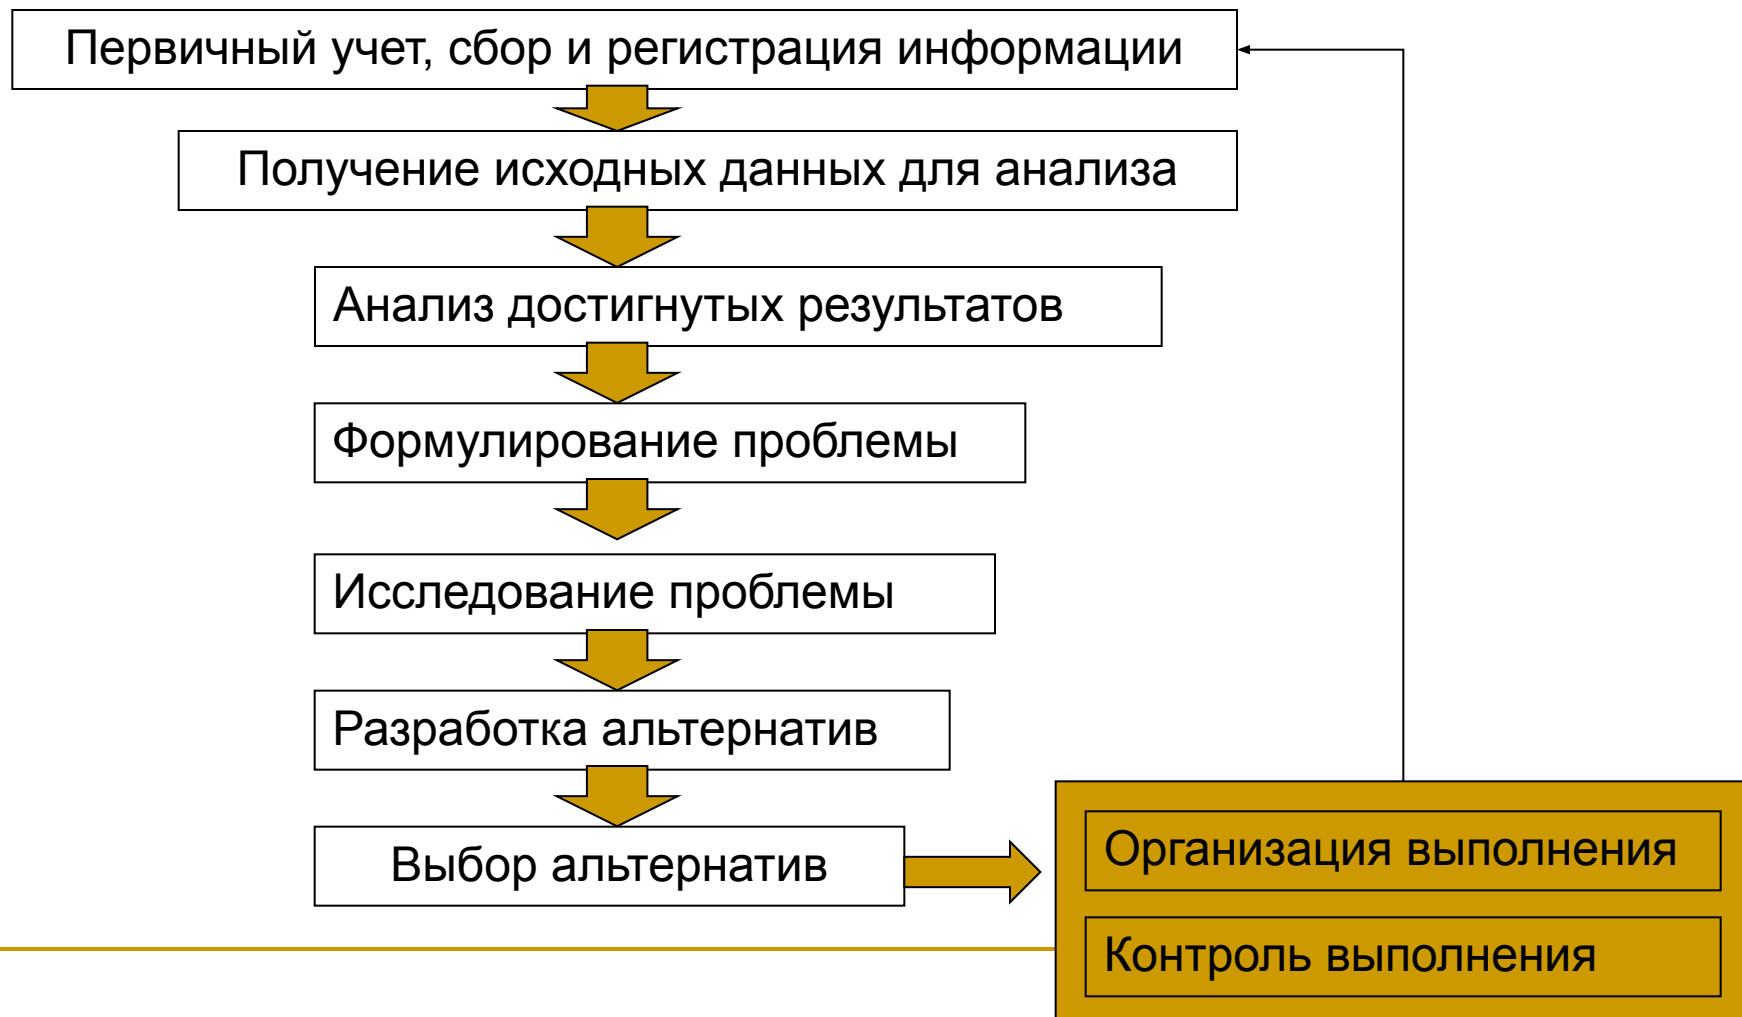 Первичный учет, сбор и регистрация информации
Получение исходных данных для анализа
Анализ достигнутых результатов
Формулирование проблемы
Исследование проблемы
Разработка альтернатив
Выбор альтернатив
Организация выполнения
Контроль выполнения